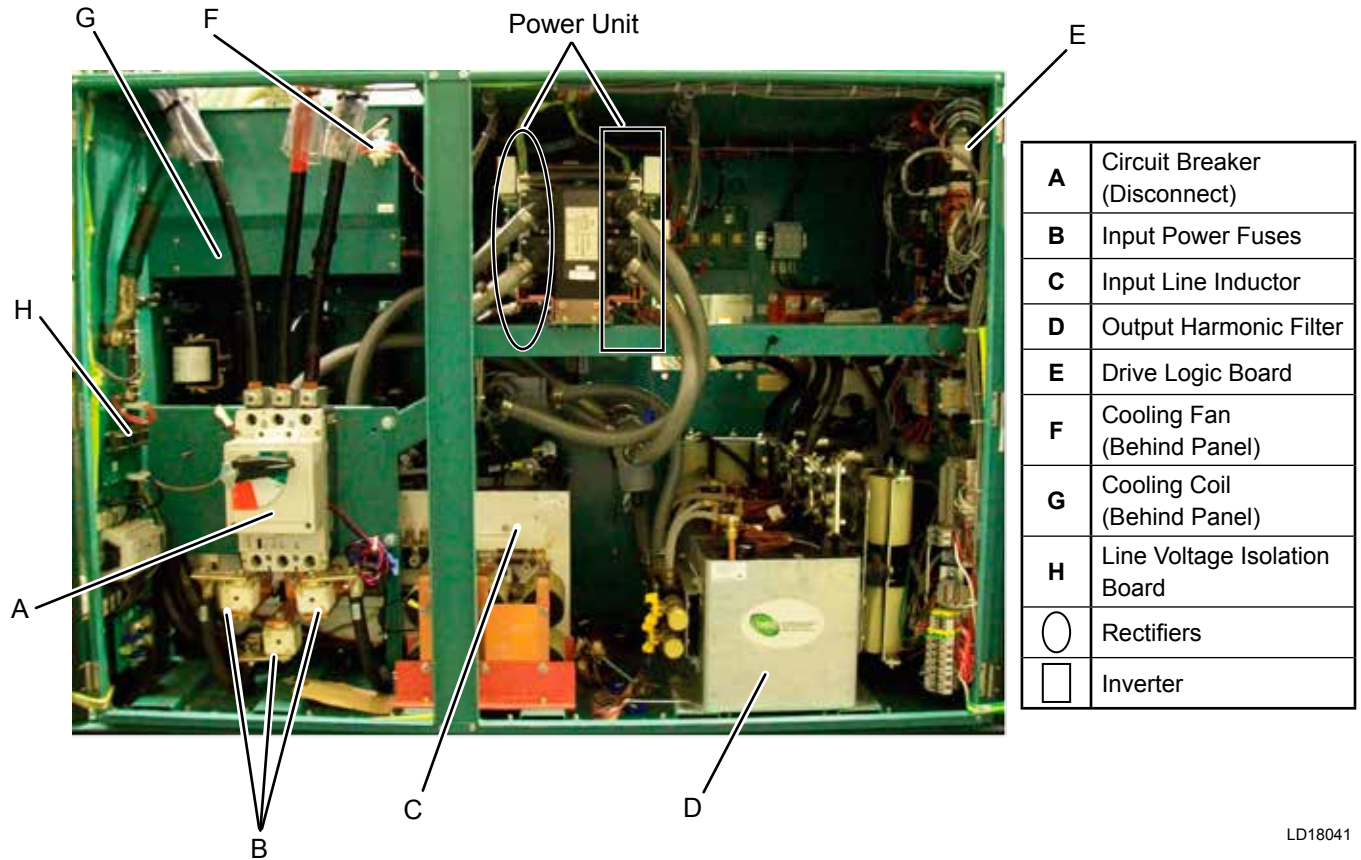 G
F
Power Unit
E
H
A
B
C
D
A Circuit Breaker
(Disconnect)
B Input Power Fuses
C Input Line Inductor
D Output Harmonic Filter
E Drive Logic Board
F Cooling Fan
(Behind Panel)
G Cooling Coil
(Behind Panel)
H Line Voltage Isolation
Board
Rectifiers
Inverter
LD18041